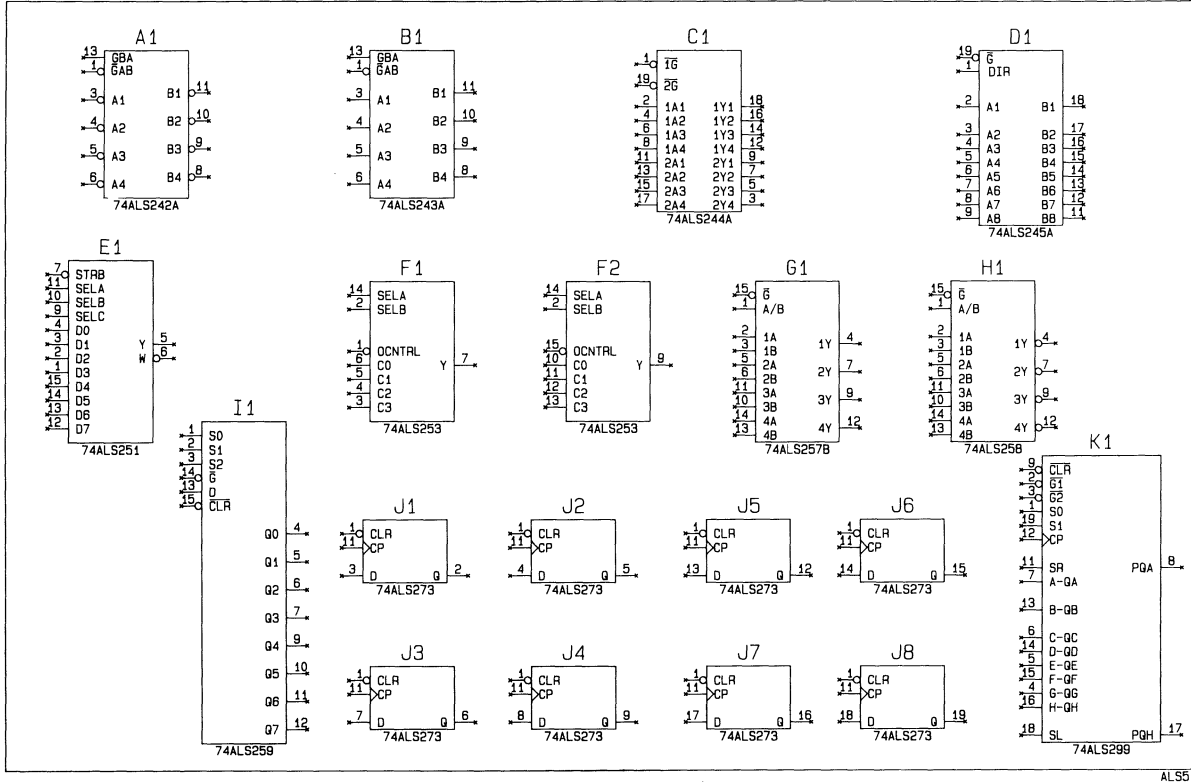 A1
13 GBA
1 GAB
3 A1 B1 11
4 A2 B2 10
5 A3 B3 9
6 A4 B4 8
74ALS242A
B1
13 GBA
1 GAB
3 A1 B1 11
4 A2 B2 10
5 A3 B3 9
6 A4 B4 8
74ALS243A
C1
1 1G
19 2G
2 1A1 1Y1 18
4 1A2 1Y2 16
6 1A3 1Y3 14
8 1A4 1Y4 12
11 2A1 2Y1 9
13 2A2 2Y2 7
15 2A3 2Y3 5
17 2A4 2Y4 3
74ALS244A
D1
19 G
1 DIR
2 A1 B1 18
3 A2 B2 17
4 A3 B3 16
5 A4 B4 15
6 A5 B5 14
7 A6 B6 13
8 A7 B7 12
9 A8 B8 11
74ALS245A
E1
7 STRB
11 SELA
10 SELB
9 SELC
4 D0
3 D1 Y 5
2 D2 W 6
1 D3
15 D4
14 D5
13 D6
12 D7
74ALS251
F1
14 SELA
2 SELB
1 OCNTRL
6 C0 Y 7
5 C1
4 C2
3 C3
74ALS253
F2
14 SELA
2 SELB
15 OCNTRL
10 C0 Y 9
11 C1
12 C2
13 C3
74ALS253
G1
15 G
1 A/B
2 1A 1Y 4
3 1B
5 2A 2Y 7
6 2B
11 3A 3Y 9
10 3B
14 4A 4Y 12
13 4B
74ALS257B
H1
15 G
1 A/B
2 1A 1Y 4
3 1B
5 2A 2Y 7
6 2B
11 3A 3Y 9
10 3B
14 4A 4Y 12
13 4B
74ALS258
I1
1 S0
2 S1
3 S2
14 G
13 D
15 CLR
Q0 4
Q1 5
Q2 6
Q3 7
Q4 9
Q5 10
Q6 11
Q7 12
74ALS259
J1
1 CLR
11 CP
3 D Q 2
74ALS273
J2
1 CLR
11 CP
4 D Q 5
74ALS273
J5
1 CLR
11 CP
13 D Q 12
74ALS273
J6
1 CLR
11 CP
14 D Q 15
74ALS273
J3
1 CLR
11 CP
7 D Q 6
74ALS273
J4
1 CLR
11 CP
8 D Q 9
74ALS273
J7
1 CLR
11 CP
17 D Q 16
74ALS273
J8
1 CLR
11 CP
18 D Q 19
74ALS273
K1
9 CLR
2 G1
3 G2
1 S0
19 S1
12
11 SR PQA 8
7 A-QA
13 B-QB
6 C-QC
14 D-QD
5 E-QE
15 F-QF
4 G-QG
16 H-QH
18 SL PQH 17
74ALS299
ALS5